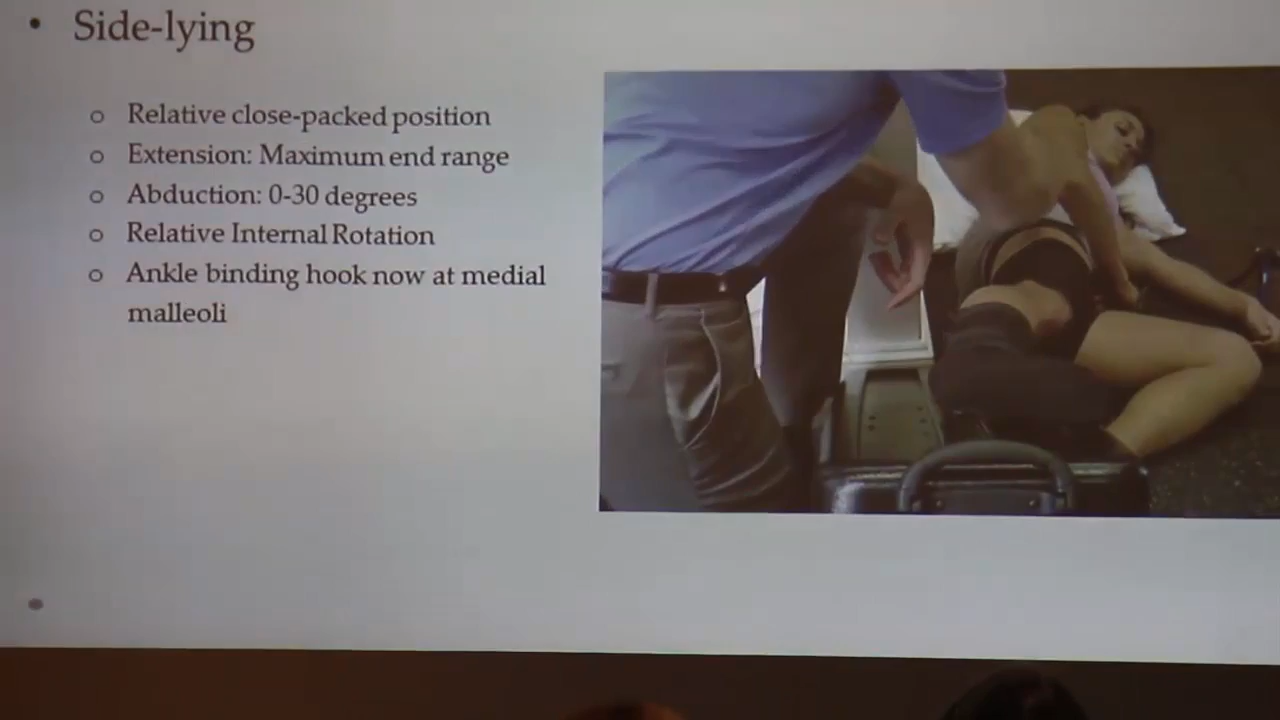 • Side-lying
o Relative close-packed position
o Extension: Maximum end range
o Abduction: 0-30 degrees
o Relative Internal Rotation
o Ankle binding hook now at medial
malleoli